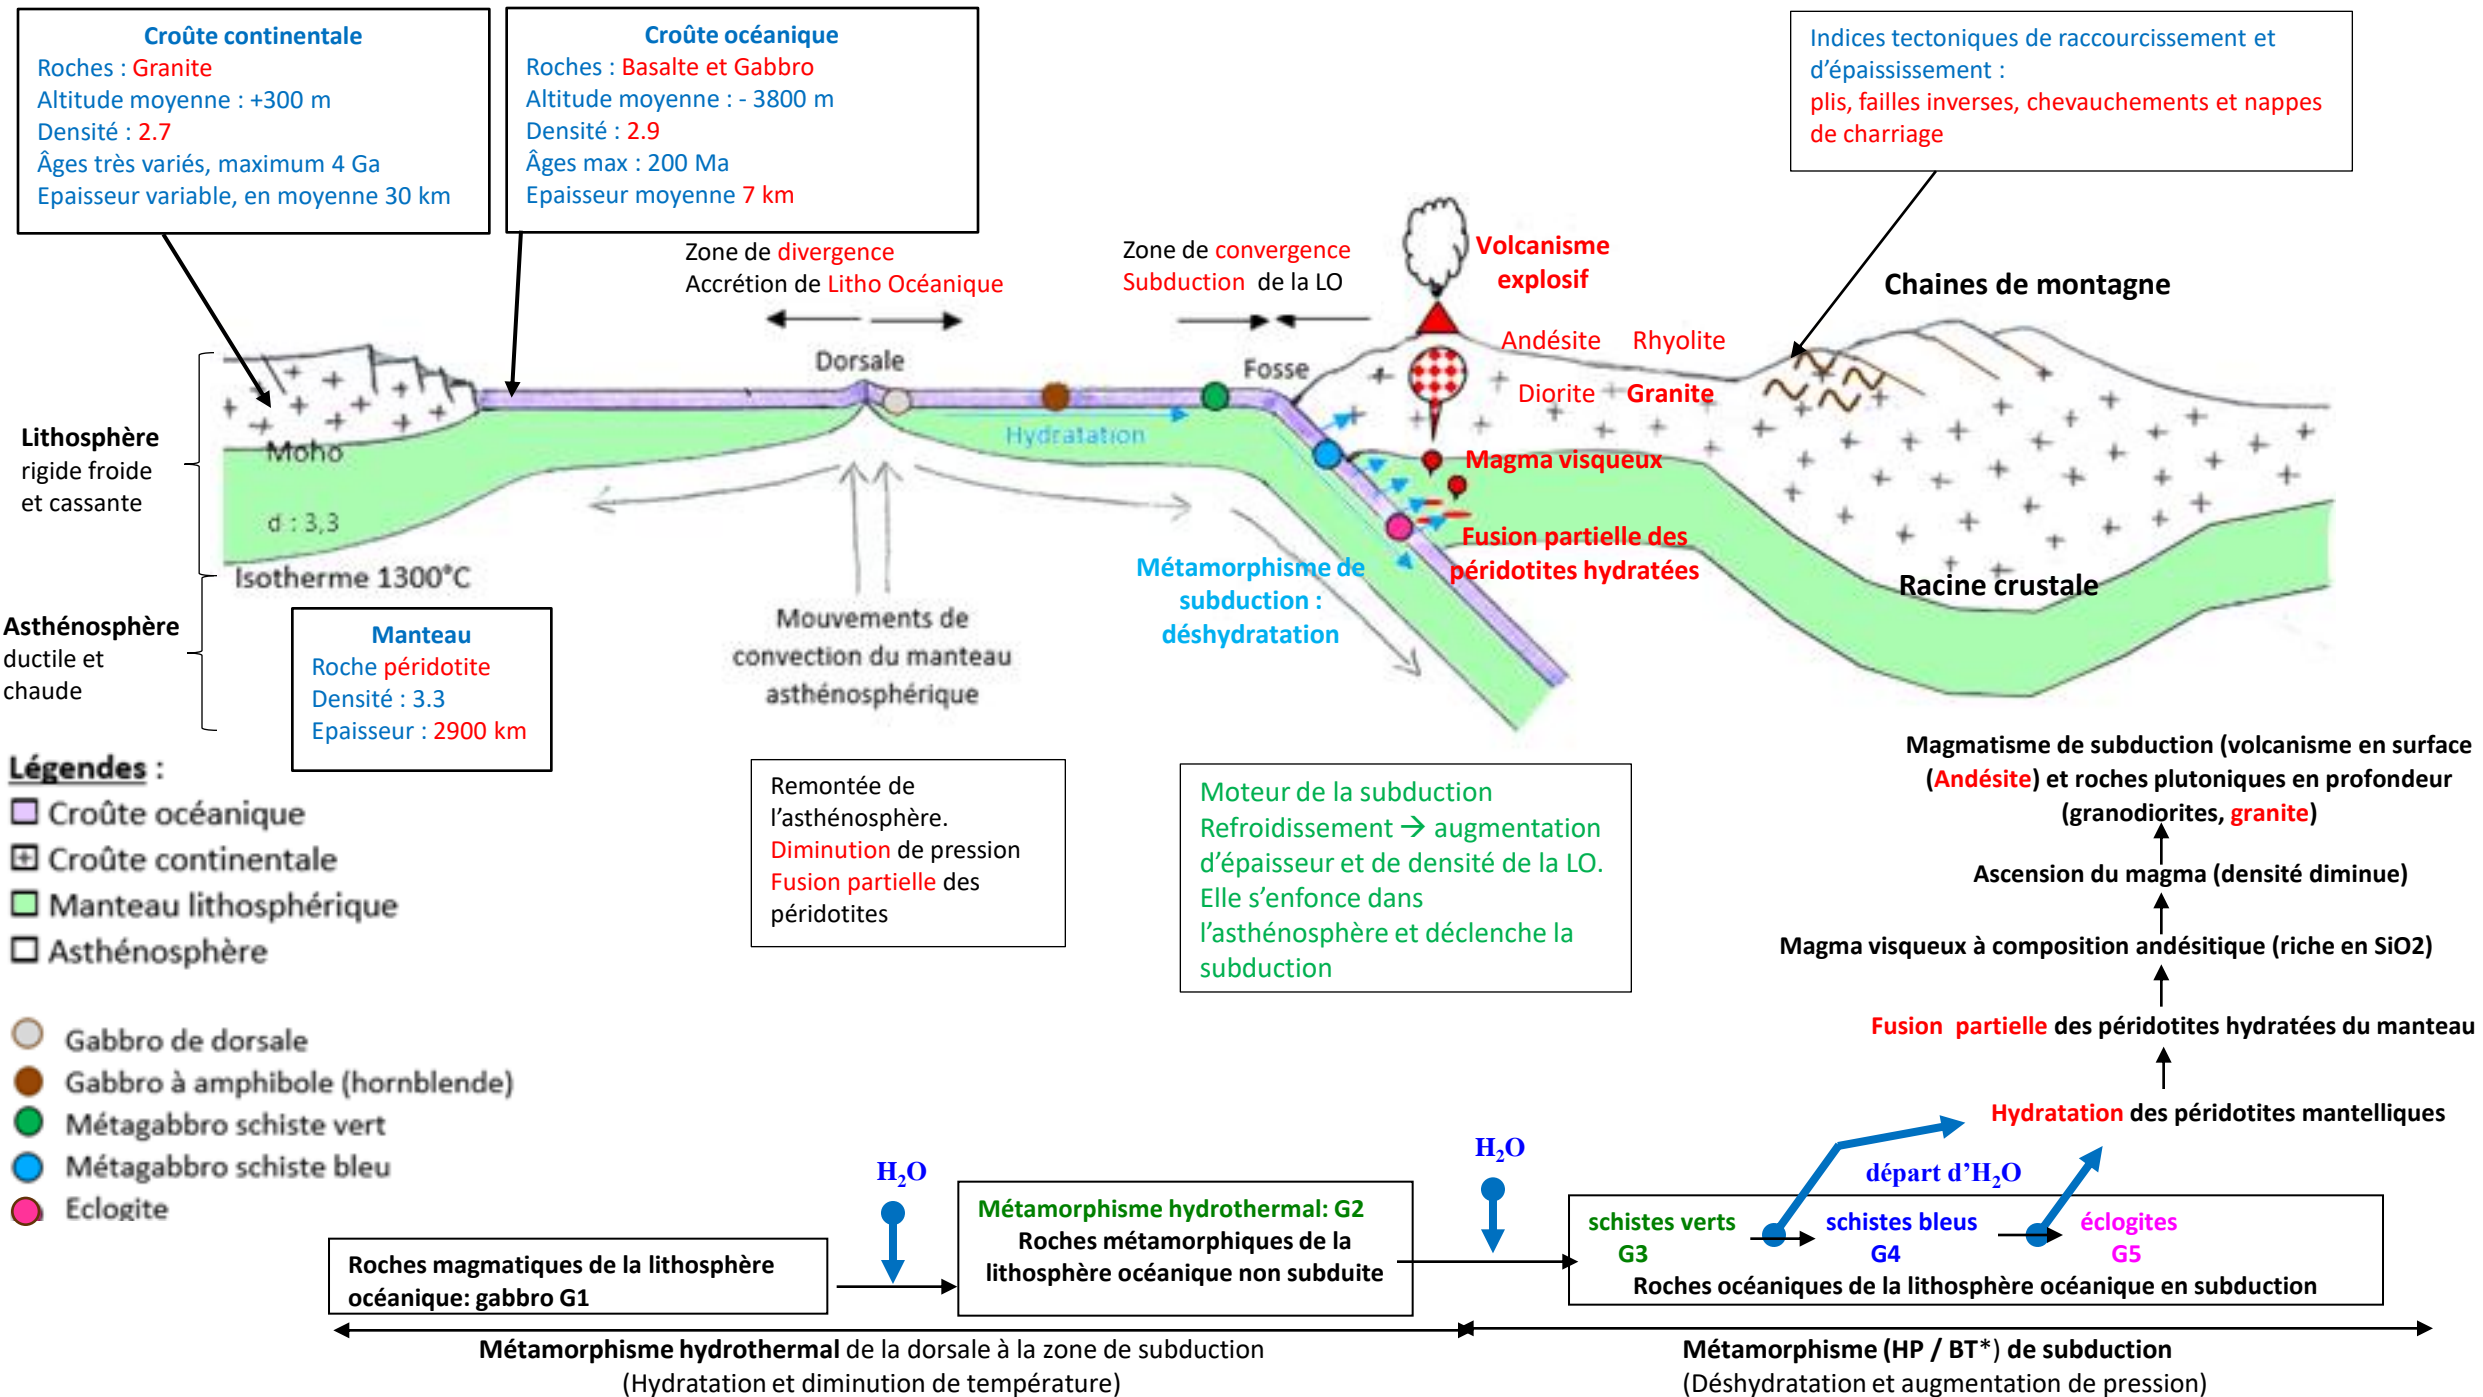 Croûte continentale
Roches : Granite
Altitude moyenne : +300 m
Densité : 2.7
Âges très variés, maximum 4 Ga
Epaisseur variable, en moyenne 30 km
Croûte océanique
Roches : Basalte et Gabbro
Altitude moyenne : - 3800 m
Densité : 2.9
Âges max : 200 Ma
Epaisseur moyenne 7 km
Indices tectoniques de raccourcissement et
d'épaississement :
plis, failles inverses, chevauchements et nappes
de charriage
Zone de divergence
Accrétion de Litho Océanique
Zone de convergence
Subduction de la LO
Volcanisme
explosif
Chaines de montagne
Andésite Rhyolite
Dorsale
Fosse
Diorite Granite
Hydratation
Lithosphère
rigide froide
et cassante
Moho
Magma visqueux
d : 3,3
Fusion partielle des
péridotites hydratées
Métamorphisme de
subduction :
déshydratation
Isotherme 1300°C
Racine crustale
Asthénosphère
ductile et
chaude
Manteau
Roche péridotite
Densité : 3.3
Epaisseur : 2900 km
Mouvements de
convection du manteau
asthénosphérique
Légendes :
Croûte océanique
Croûte continentale
Manteau lithosphérique
Asthénosphère
Gabbro de dorsale
Gabbro à amphibole (hornblende)
Métagabbro schiste vert
Métagabbro schiste bleu
Eclogite
Remontée de
l'asthénosphère.
Diminution de pression
Fusion partielle des
péridotites
Moteur de la subduction
Refroidissement → augmentation
d'épaisseur et de densité de la LO.
Elle s'enfonce dans
l'asthénosphère et déclenche la
subduction
Magmatisme de subduction (volcanisme en surface
(Andésite) et roches plutoniques en profondeur
(granodiorites, granite)
Ascension du magma (densité diminue)
Magma visqueux à composition andésitique (riche en SiO2)
Fusion partielle des péridotites hydratées du manteau
Hydratation des péridotites mantelliques
H₂O
H₂O
départ d'H₂O
Roches magmatiques de la lithosphère
océanique: gabbro G1
Métamorphisme hydrothermal: G2
Roches métamorphiques de la
lithosphère océanique non subduite
schistes verts schistes bleus éclogites
G3 G4 G5
Roches océaniques de la lithosphère océanique en subduction
Métamorphisme hydrothermal de la dorsale à la zone de subduction
(Hydratation et diminution de température)
Métamorphisme (HP / BT*) de subduction
(Déshydratation et augmentation de pression)